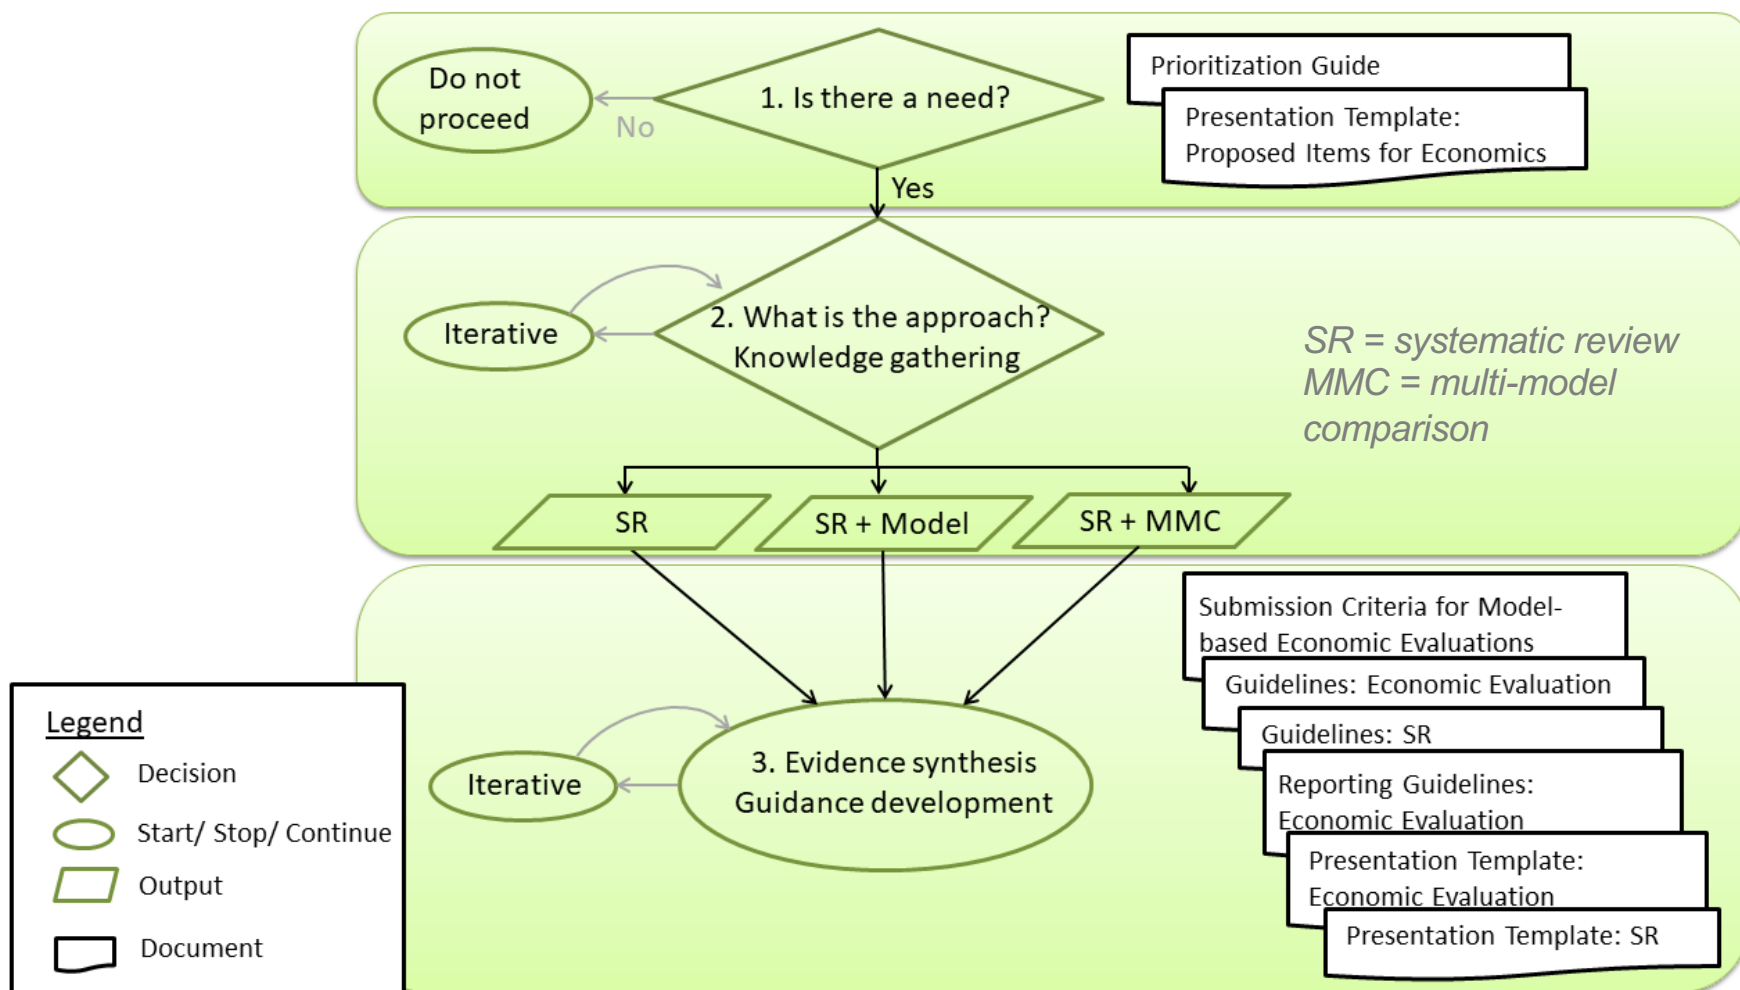 Do not
proceed
No
1. Is there a need?
Yes
Prioritization Guide
Presentation Template:
Proposed Items for Economics
Iterative
2. What is the approach?
Knowledge gathering
SR = systematic review
MMC = multi-model
comparison
SR
SR + Model
SR + MMC
Submission Criteria for Model-
based Economic Evaluations
Guidelines: Economic Evaluation
Guidelines: SR
Reporting Guidelines:
Economic Evaluation
Presentation Template:
Economic Evaluation
Presentation Template: SR
Iterative
3. Evidence synthesis
Guidance development
Legend
Decision
Start/ Stop/ Continue
Output
Document